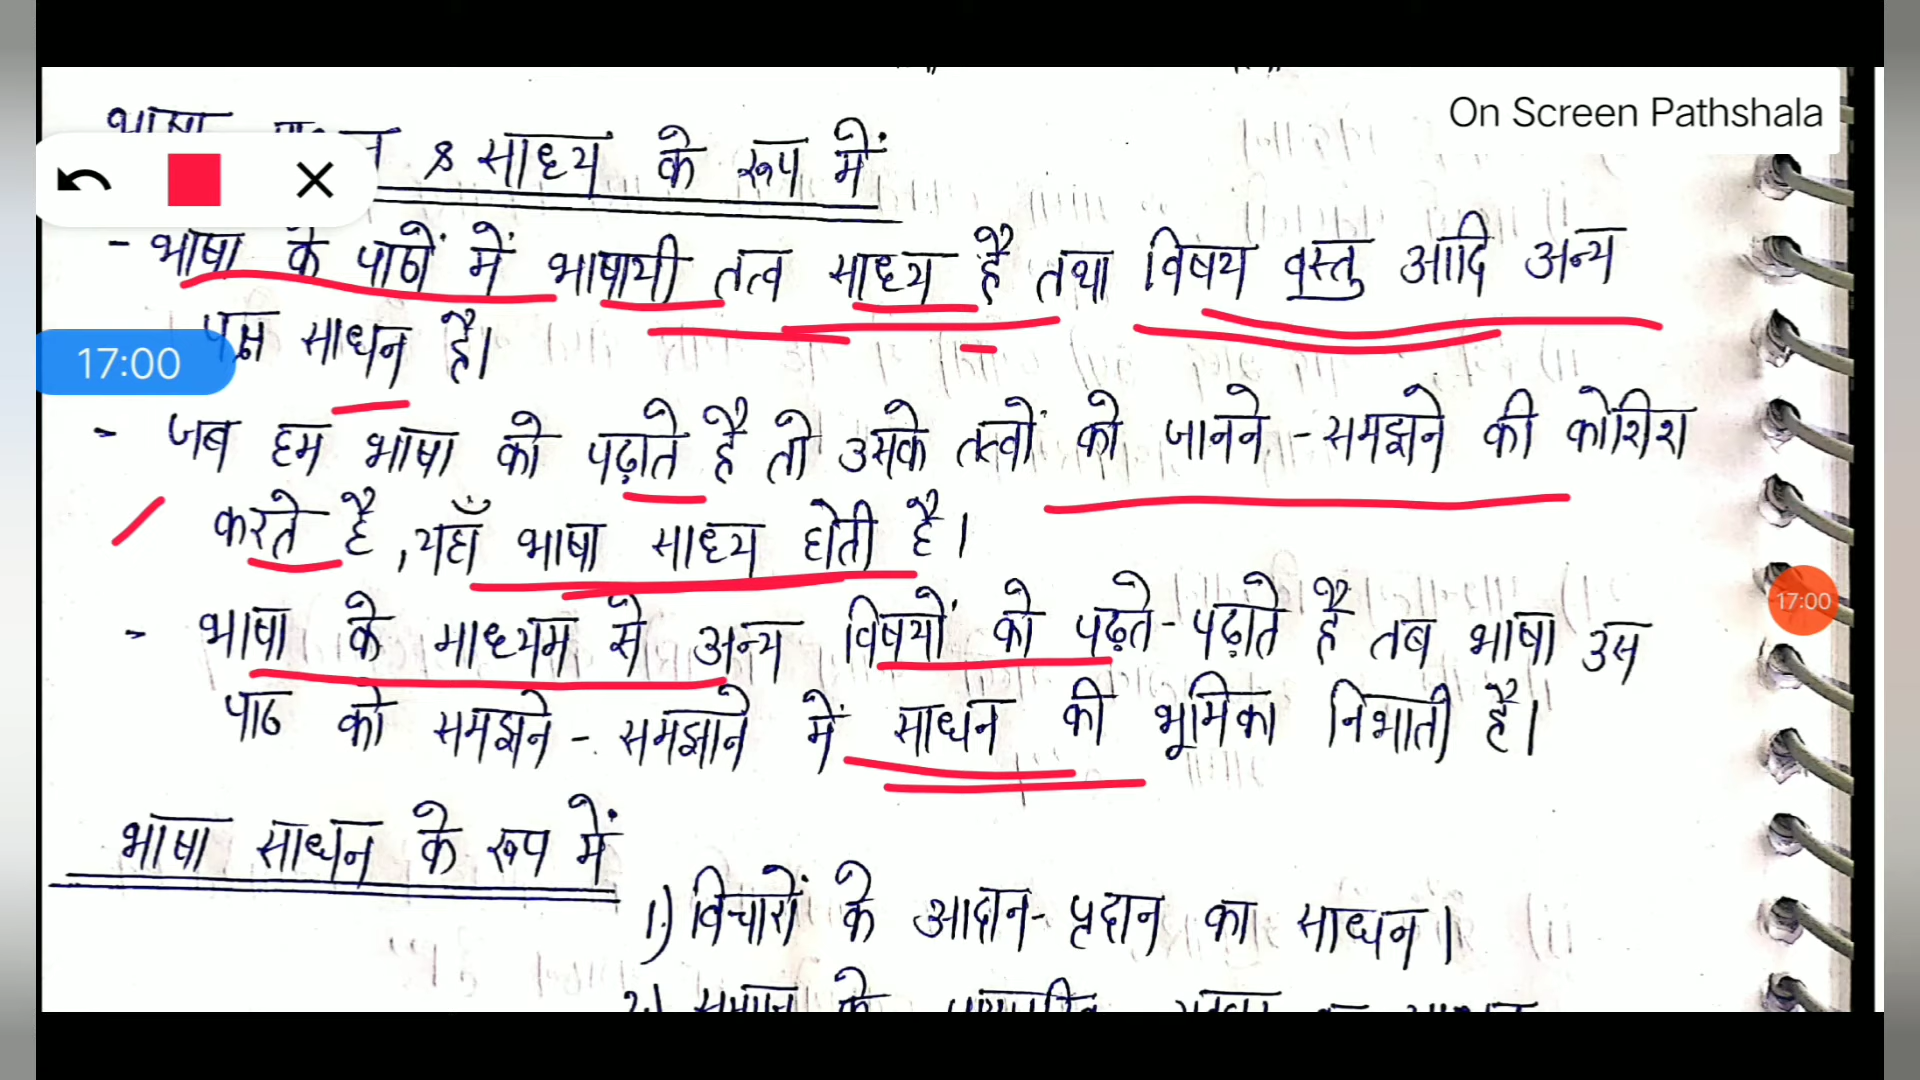 On Screen Pathshala
भाषा & साध्य के रूप में
- भाषा के पाठों में भाषायी तत्व साध्य है तथा विषय वस्तु आदि अन्य
पक्ष साधन है।
17:00
- जब हम भाषा को पढ़ाते है तो उसके तत्वों को जानने - समझने की कोशिश
करते है, यहाँ भाषा साध्य होती है।
17:00
- भाषा के माध्यम से अन्य विषयों को पढ़ते - पढ़ाते है तब भाषा उस
पाठ को समझने - समझाने में साधन की भूमिका निभाती है।
भाषा साधन के रूप में
1.) विचारों के आदान - प्रदान का साधन।
2.) समाज के